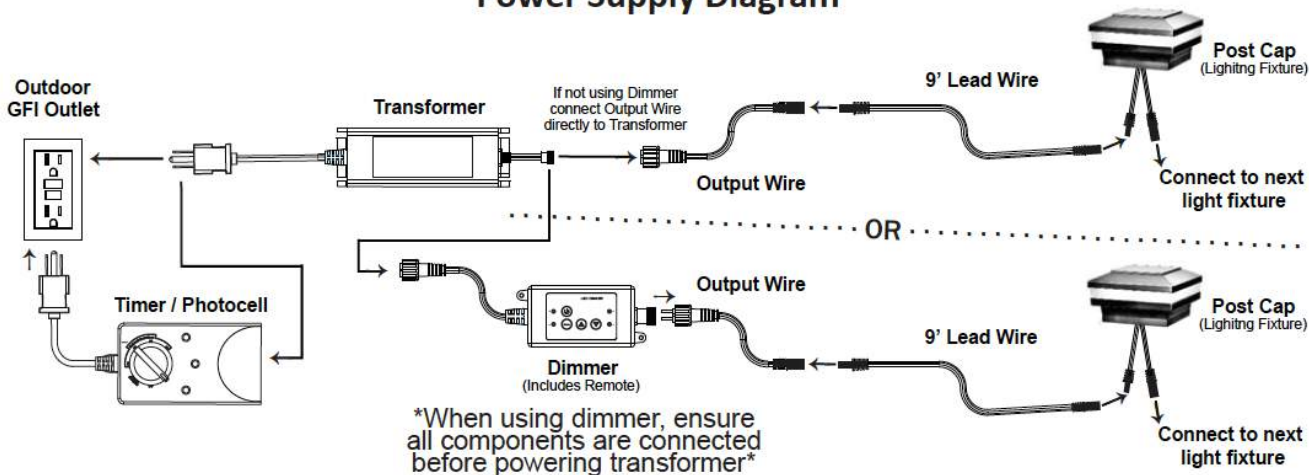 Power Supply Diagram
Outdoor
GFI Outlet
Transformer
If not using Dimmer
connect Output Wire
directly to Transformer
Output Wire
9' Lead Wire
Post Cap
(Lighitng Fixture)
Connect to next
light fixture
OR
Timer / Photocell
Dimmer
(Includes Remote)
*When using dimmer, ensure
all components are connected
before powering transformer*
Output Wire
9' Lead Wire
Post Cap
(Lighitng Fixture)
Connect to next
light fixture